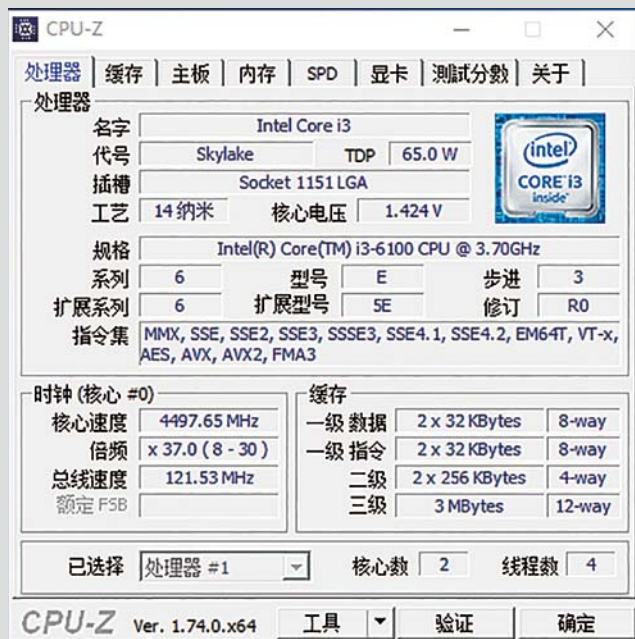 CPU-Z
处理器 缓存 主板 内存 SPD 显卡 測試分數 关于
处理器
名字 Intel Core i3
代号 Skylake TDP 65.0 W
插槽 Socket 1151 LGA
工艺 14 纳米 核心电压 1.424 V
intel CORE i3 inside
规格 Intel(R) Core(TM) i3-6100 CPU @ 3.70GHz
系列 6 型号 E 步进 3
扩展系列 6 扩展型号 5E 修订 R0
指令集 MMX, SSE, SSE2, SSE3, SSSE3, SSE4.1, SSE4.2, EM64T, VT-x,
AES, AVX, AVX2, FMA3
时钟 (核心 #0)
核心速度 4497.65 MHz
倍频 x 37.0 ( 8 - 30 )
总线速度 121.53 MHz
额定 FSB
缓存
一级 数据 2 x 32 KBytes 8-way
一级 指令 2 x 32 KBytes 8-way
二级 2 x 256 KBytes 4-way
三级 3 MBytes 12-way
已选择 处理器 #1 核心数 2 线程数 4
CPU-Z Ver. 1.74.0.x64 工具 验证 确定